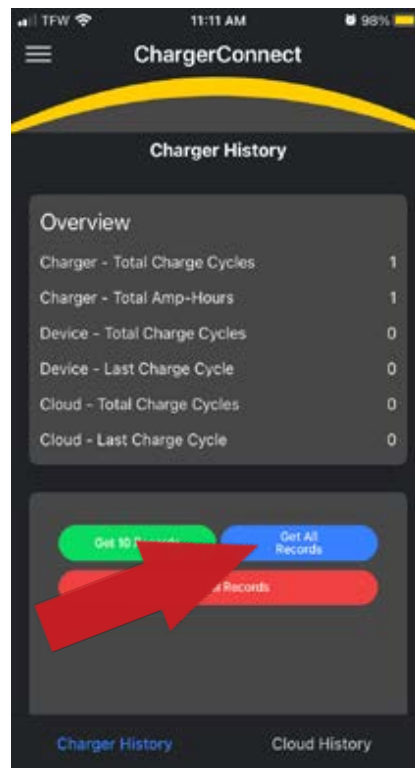 TFW 11:11 AM 98%
ChargerConnect
Charger History
Overview
Charger - Total Charge Cycles 1
Charger - Total Amp-Hours 1
Device - Total Charge Cycles 0
Device - Last Charge Cycle 0
Cloud - Total Charge Cycles 0
Cloud - Last Charge Cycle 0
Get 10
Get All
Records
Records
Charger History Cloud History